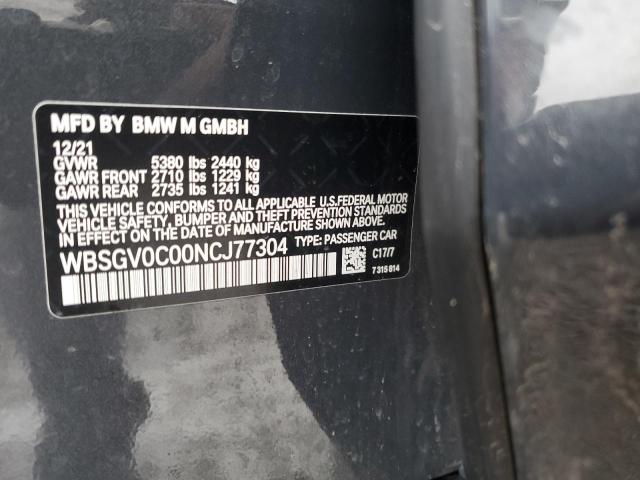 MFD BY BMW M GMBH
12/21
GVWR 5380 lbs 2440 kg
GAWR FRONT 2710 lbs 1229 kg
GAWR REAR 2735 lbs 1241 kg
THIS VEHICLE CONFORMS TO ALL APPLICABLE U.S.FEDERAL MOTOR
VEHICLE SAFETY, BUMPER AND THEFT PREVENTION STANDARDS
IN EFFECT ON THE DATE OF MANUFACTURE SHOWN ABOVE.
WBSGV0C00NCJ77304 TYPE: PASSENGER CAR
C17/7
7 315 814